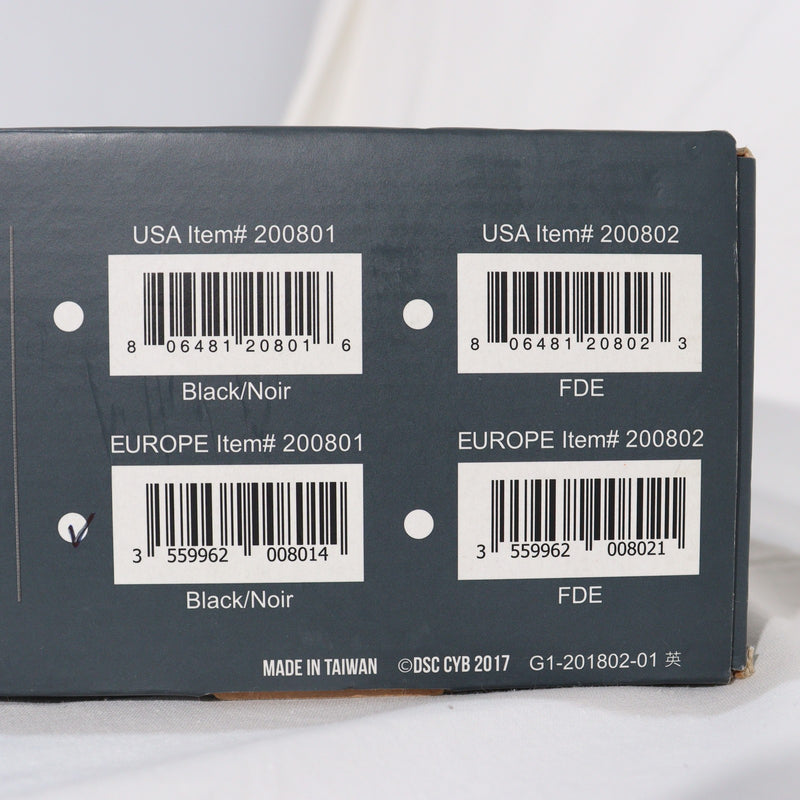 USA Item# 200801
8 06481 20801 6
Black/Noir
USA Item# 200802
8 06481 20802 3
FDE
EUROPE Item# 200801
3 559962 008014
Black/Noir
EUROPE Item# 200802
3 559962 008021
FDE
MADE IN TAIWAN ©DSC CYB 2017 G1-201802-01 英